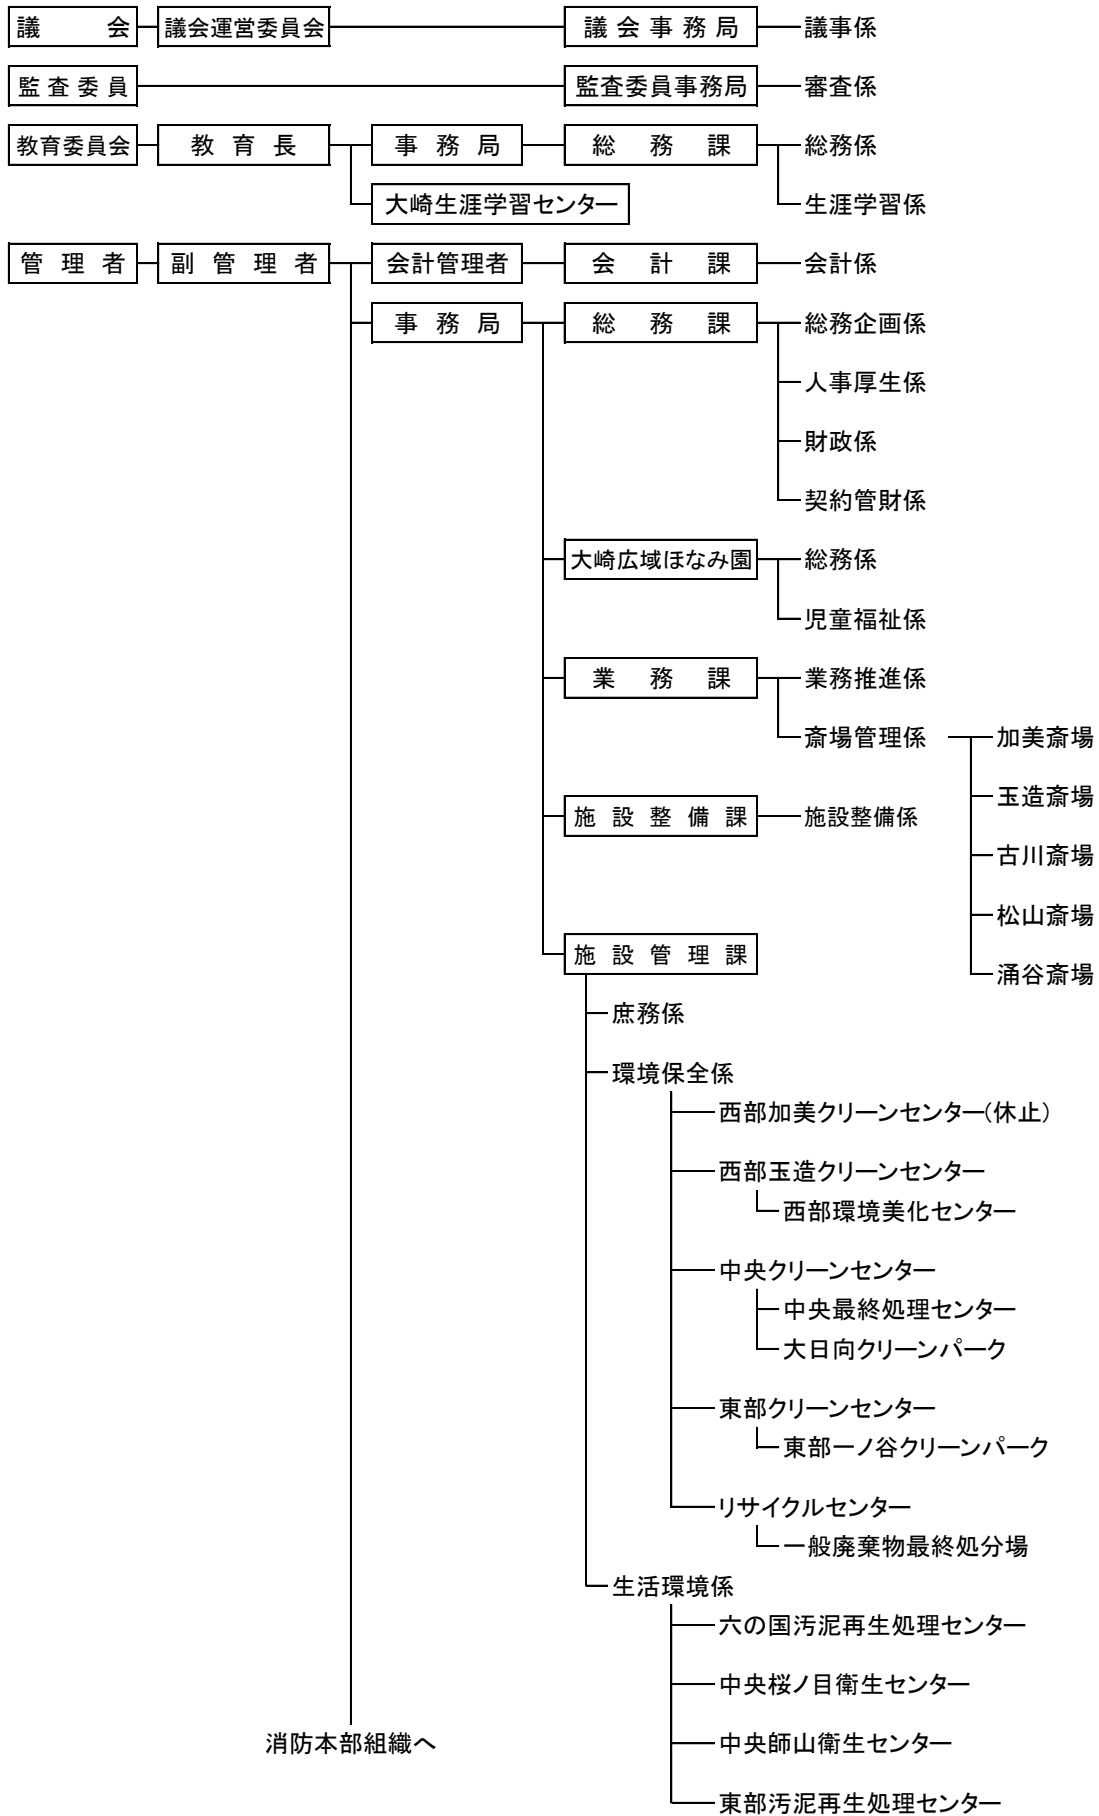 議会 議会運営委員会 議会事務局 議事係
監査委員 監査委員事務局 審査係
教育委員会 教育長 事務局 総務課 総務係
大崎生涯学習センター 生涯学習係
管理者 副管理者 会計管理者 会計課 会計係
事務局 総務課 総務企画係
人事厚生係
財政係
契約管財係
大崎広域ほなみ園 総務係
児童福祉係
業務課 業務推進係
斎場管理係 加美斎場
玉造斎場
施設整備課 施設整備係
古川斎場
松山斎場
施設管理課
涌谷斎場
庶務係
環境保全係
西部加美クリーンセンター(休止)
西部玉造クリーンセンター
西部環境美化センター
中央クリーンセンター
中央最終処理センター
大日向クリーンパーク
東部クリーンセンター
東部一ノ谷クリーンパーク
リサイクルセンター
一般廃棄物最終処分場
生活環境係
六の国汚泥再生処理センター
中央桜ノ目衛生センター
消防本部組織へ 中央師山衛生センター
東部汚泥再生処理センター